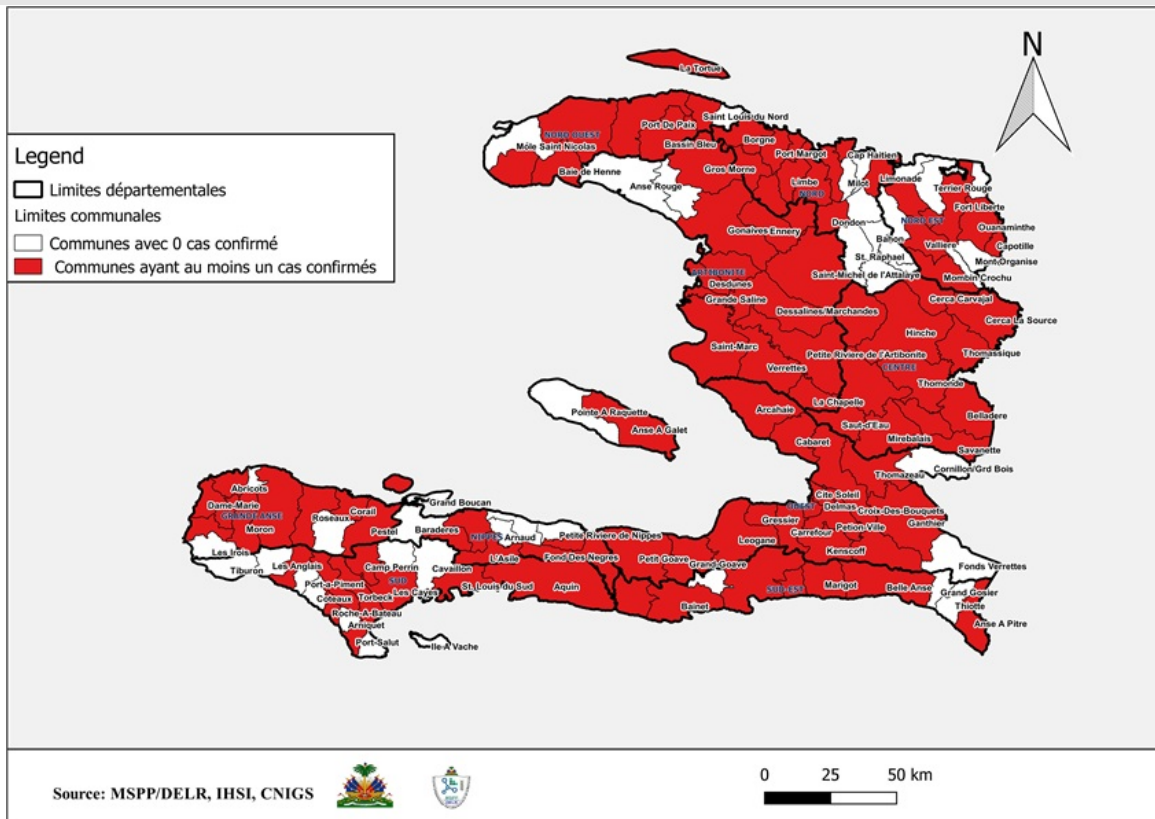 N
La Tortue
Saint Louis du Nord
Port De Paix
NORD OUEST
Môle Saint Nicolas
Bassin Bleu
Borgne
Port Margot
Cap Haïtien
Baie de Henne
Anse Rouge
Gros Morne
Limbe
NORD
Milot
Limonade
Terrier Rouge
Fort Liberte
Ouanaminthe
NORD EST
Dondon
Bahon
Valliere
Capotille
Mont Organise
Gonaives
Ennery
St. Raphael
Saint-Michel de l'Attalaye
Mombin Crochu
ARTIBONITE
Desdunes
Grande Saline
Dessalines/Marchandes
Cerca Carvajal
Cerca La Source
Hinche
Saint-Marc
Petite Riviere de l'Artibonite
Thomassique
Verrettes
CENTRE
Thomonde
La Chapelle
Belladere
Arcahaie
Saut-d'Eau
Mirebalais
Cabaret
Savanette
Cornillon/Grd Bois
Thomazeau
Pointe A Raquette
Anse A Galet
Cite Soleil
OUEST
Delmas
Croix-Des-Bouquets
Gressier
Carrefour
Petion-Ville
Ganthier
Leogane
Kenscoff
Fonds Verrettes
Abricots
Dame-Marie
GRANDE ANSE
Moron
Roseaux
Corail
Pestel
Grand Boucan
Baraderes
NIPPES
Arnaud
Petite Riviere de Nippes
Les Irois
Tiburon
Les Anglais
Camp Perrin
Cavaillon
L'Asile
Fond Des Negres
Petit Goave
Grand-Goave
Port-a-Piment
SUD
Coteaux
Torbeck
Les Cayes
St. Louis du Sud
Aquin
Roche-A-Bateau
Arniquet
Port-Salut
Ile-A Vache
Bainet
SUD-EST
Marigot
Belle Anse
Grand Gosier
Thiotte
Anse A Pitre
Legend
Limites départementales
Limites communales
Communes avec 0 cas confirmé
Communes ayant au moins un cas confirmés
Source: MSPP/DELR, IHSI, CNIGS
0 25 50 km